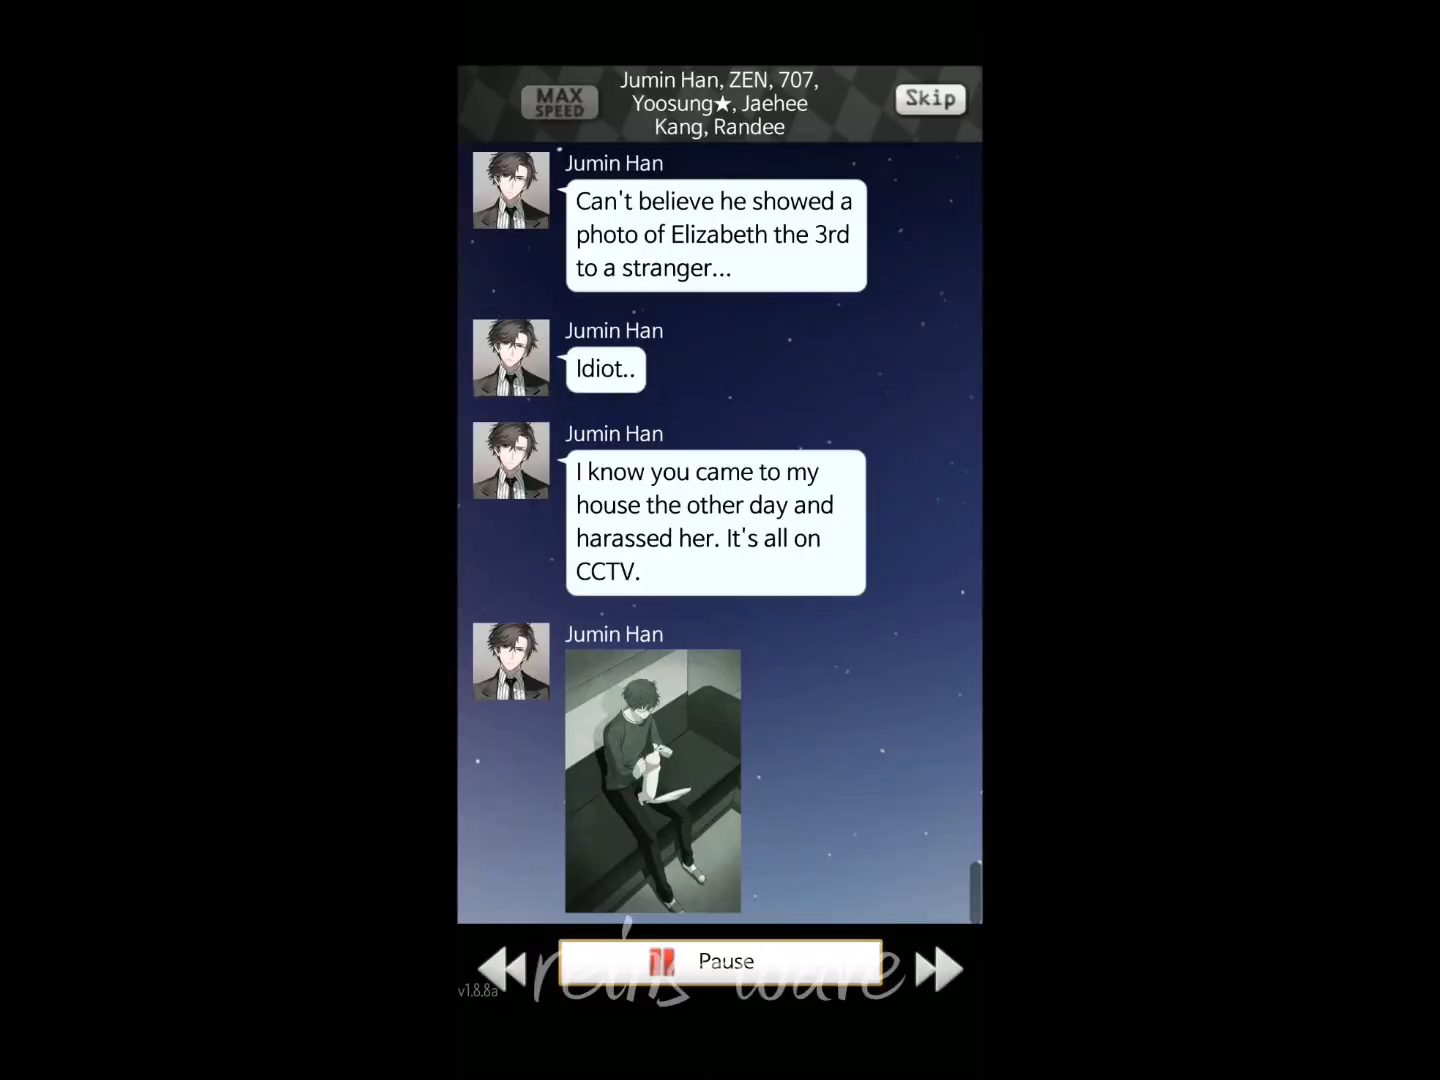 MAX
SPEED
Jumin Han, ZEN, 707,
Yoosung★, Jaehee
Kang, Randee
Skip
Jumin Han
Can't believe he showed a
photo of Elizabeth the 3rd
to a stranger...
Jumin Han
Idiot..
Jumin Han
I know you came to my
house the other day and
harassed her. It's all on
CCTV.
Jumin Han
Pause
v1.8.8a